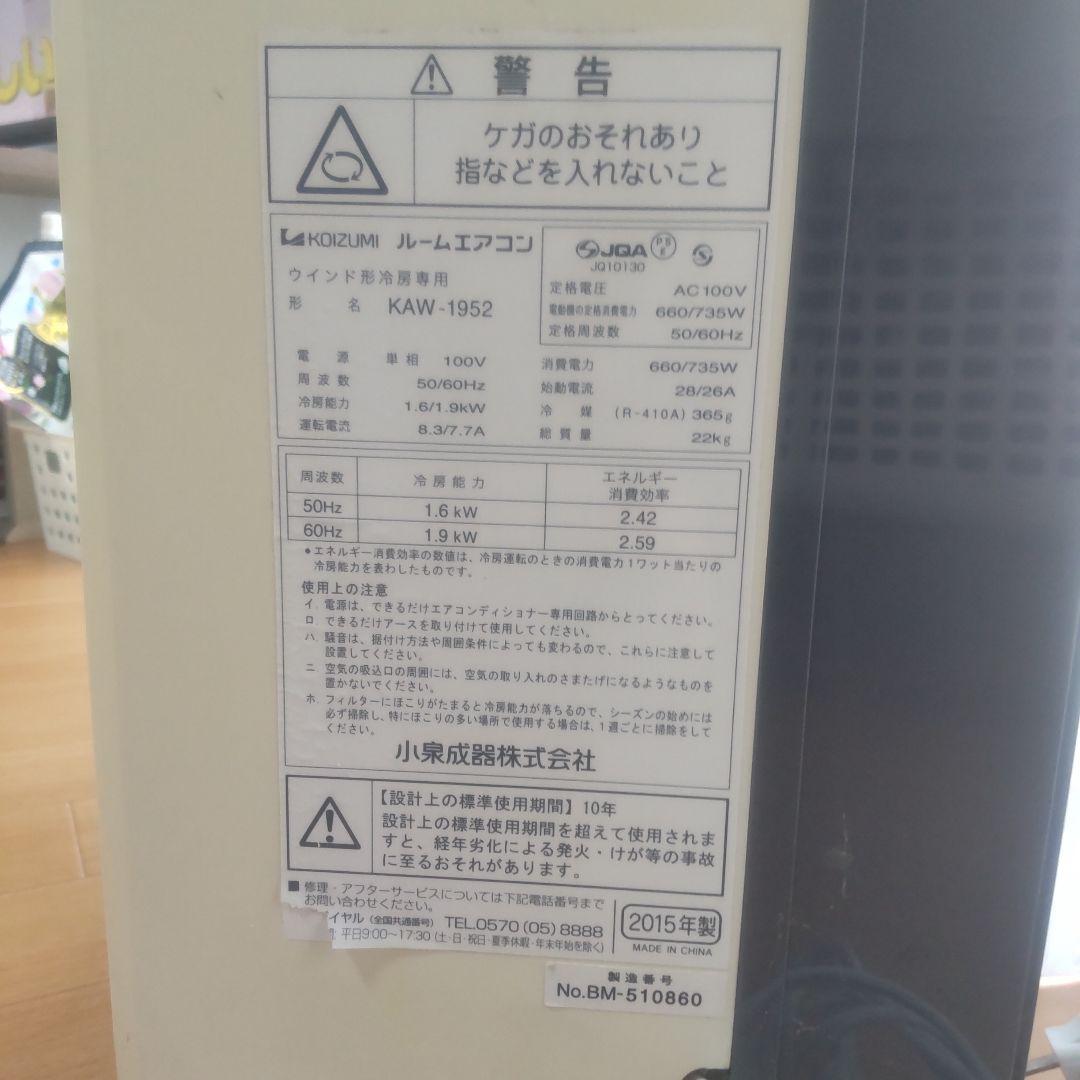 警告
ケガのおそれあり
指などを入れないこと
KOIZUMI ルームエアコン
ウインド形冷房専用
形名 KAW-1952
JQA PSE S
JQ10130
定格電圧 AC100V
電動機の定格消費電力 660/735W
定格周波数 50/60Hz
電源 単相 100V
周波数 50/60Hz
冷房能力 1.6/1.9kW
運転電流 8.3/7.7A
消費電力 660/735W
始動電流 28/26A
冷媒 (R-410A) 365g
総質量 22kg
周波数 冷房能力 エネルギー消費効率
50Hz 1.6 kW 2.42
60Hz 1.9 kW 2.59
●エネルギー消費効率の数値は、冷房運転のときの消費電力1ワット当たりの
冷房能力を表わしたものです。
使用上の注意
イ. 電源は、できるだけエアコンディショナー専用回路からとってください。
ロ. できるだけアースを取り付けて使用してください。
ハ. 騒音は、据付け方法や周囲条件によっても変わるので、これらに注意して
設置してください。
ニ. 空気の吸込口の周囲には、空気の取り入れのさまたげになるようなものを
置かないでください。
ホ. フィルターにほこりがたまると冷房能力が落ちるので、シーズンの始めには
必ず掃除し、特にほこりの多い場所で使用する場合は、1週ごとに掃除をして
ください。
小泉成器株式会社
【設計上の標準使用期間】10年
設計上の標準使用期間を超えて使用されま
すと、経年劣化による発火・けが等の事故
に至るおそれがあります。
■修理・アフターサービスについては下記電話番号まで
お問い合わせください。
イヤル (全国共通番号) TEL.0570 (05) 8888
平日9:00～17:30 (土・日・祝日・夏季休暇・年末年始を除く)
2015年製
MADE IN CHINA
製造番号
No.BM-510860